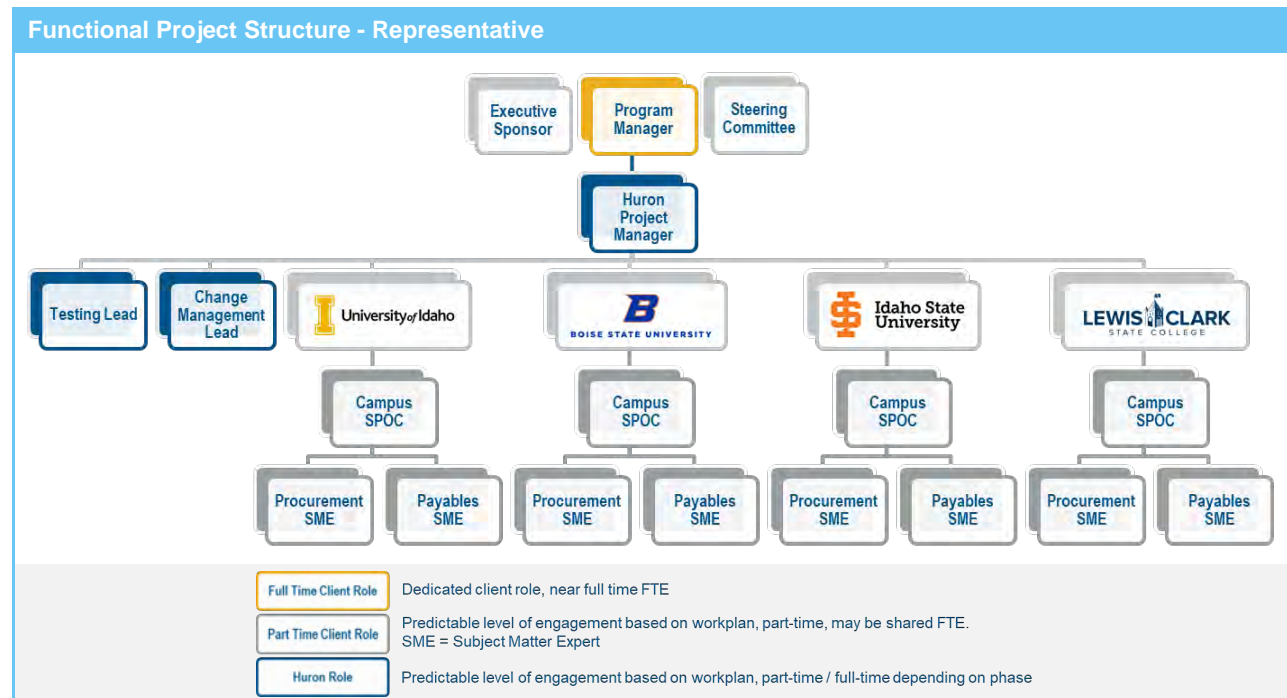 Functional Project Structure - Representative
Executive
Sponsor
Program
Manager
Steering
Committee
Huron
Project
Manager
Testing Lead
Change
Management
Lead
I
University of Idaho
B
BOISE STATE UNIVERSITY
Idaho State
University
LEWIS CLARK
STATE COLLEGE
Campus
SPOC
Campus
SPOC
Campus
SPOC
Campus
SPOC
Procurement
SME
Payables
SME
Procurement
SME
Payables
SME
Procurement
SME
Payables
SME
Procurement
SME
Payables
SME
Full Time Client Role
Dedicated client role, near full time FTE
Part Time Client Role
Predictable level of engagement based on workplan, part-time, may be shared FTE.
SME = Subject Matter Expert
Huron Role
Predictable level of engagement based on workplan, part-time / full-time depending on phase